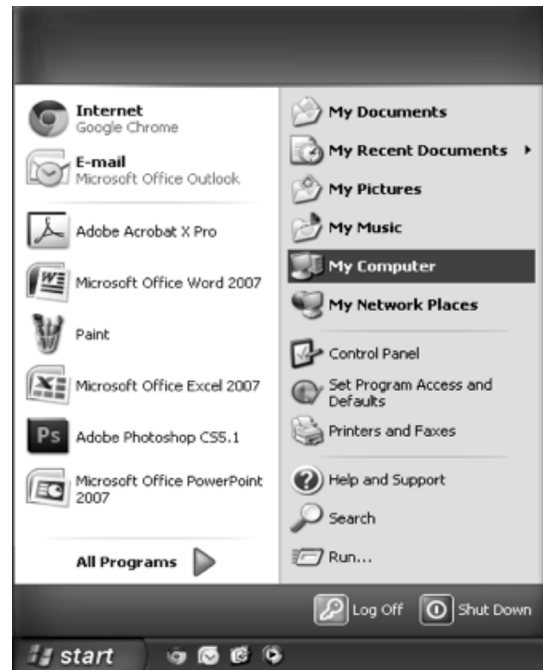 Internet
Google Chrome
E-mail
Microsoft Office Outlook
Adobe Acrobat X Pro
Microsoft Office Word 2007
Paint
Microsoft Office Excel 2007
Ps Adobe Photoshop CS5.1
Microsoft Office PowerPoint
2007
All Programs
My Documents
My Recent Documents
My Pictures
My Music
My Computer
My Network Places
Control Panel
Set Program Access and
Defaults
Printers and Faxes
Help and Support
Search
Run...
Log Off Shut Down
start